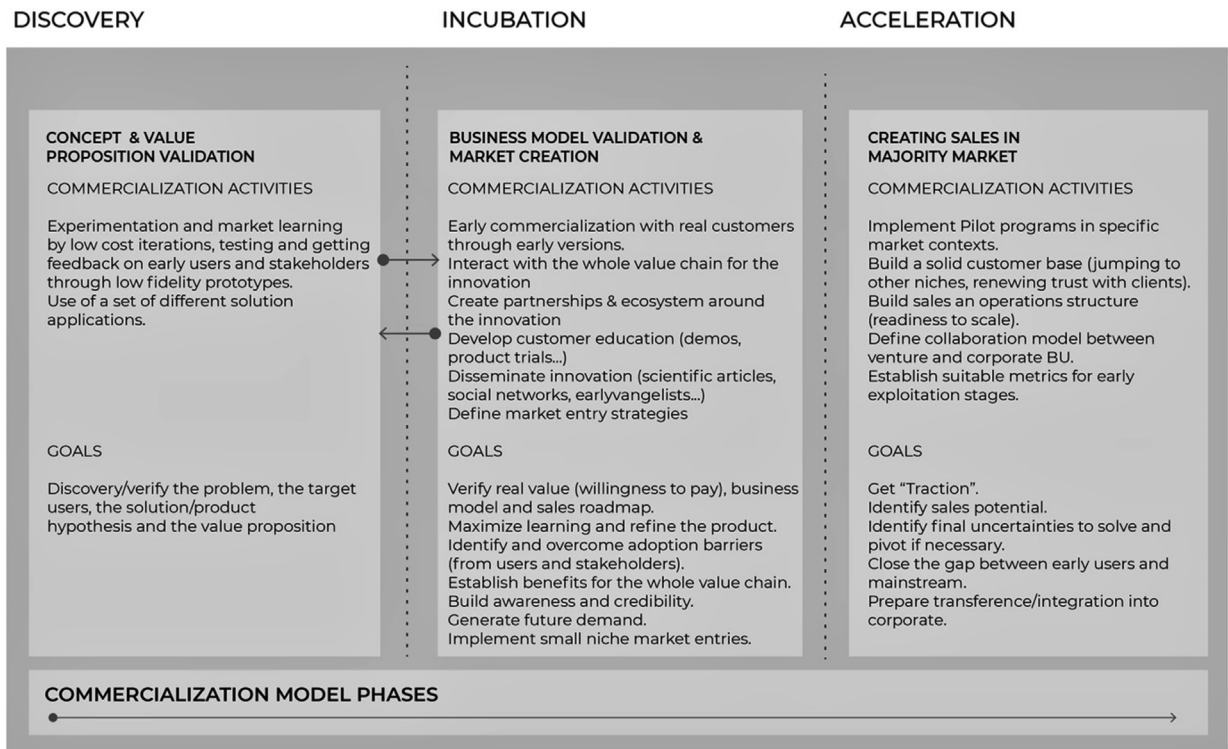 DISCOVERY
INCUBATION
ACCELERATION
CONCEPT & VALUE
PROPOSITION VALIDATION
COMMERCIALIZATION ACTIVITIES
Experimentation and market learning
by low cost iterations, testing and getting
feedback on early users and stakeholders
through low fidelity prototypes.
Use of a set of different solution
applications.
GOALS
Discovery/verify the problem, the target
users, the solution/product
hypothesis and the value proposition
BUSINESS MODEL VALIDATION &
MARKET CREATION
COMMERCIALIZATION ACTIVITIES
Early commercialization with real customers
through early versions.
Interact with the whole value chain for the
innovation
Create partnerships & ecosystem around
the innovation
Develop customer education (demos,
product trials...)
Disseminate innovation (scientific articles,
social networks, earlyvangelists...)
Define market entry strategies
GOALS
Verify real value (willingness to pay), business
model and sales roadmap.
Maximize learning and refine the product.
Identify and overcome adoption barriers
(from users and stakeholders).
Establish benefits for the whole value chain.
Build awareness and credibility.
Generate future demand.
Implement small niche market entries.
CREATING SALES IN
MAJORITY MARKET
COMMERCIALIZATION ACTIVITIES
Implement Pilot programs in specific
market contexts.
Build a solid customer base (jumping to
other niches, renewing trust with clients).
Build sales an operations structure
(readiness to scale).
Define collaboration model between
venture and corporate BU.
Establish suitable metrics for early
exploitation stages.
GOALS
Get “Traction”.
Identify sales potential.
Identify final uncertainties to solve and
pivot if necessary.
Close the gap between early users and
mainstream.
Prepare transference/integration into
corporate.
COMMERCIALIZATION MODEL PHASES